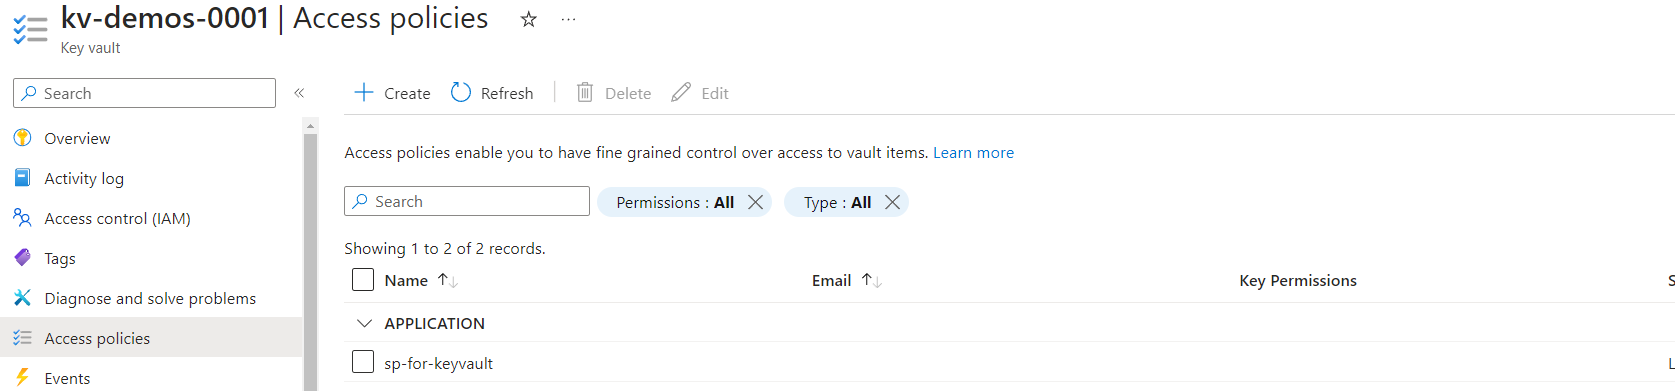 kv-demos-0001 | Access policies
Key vault
Search
Create Refresh Delete Edit
Overview
Activity log
Access control (IAM)
Tags
Diagnose and solve problems
Access policies
Events
Access policies enable you to have fine grained control over access to vault items. Learn more
Search Permissions : All Type : All
Showing 1 to 2 of 2 records.
Name Email Key Permissions
APPLICATION
sp-for-keyvault